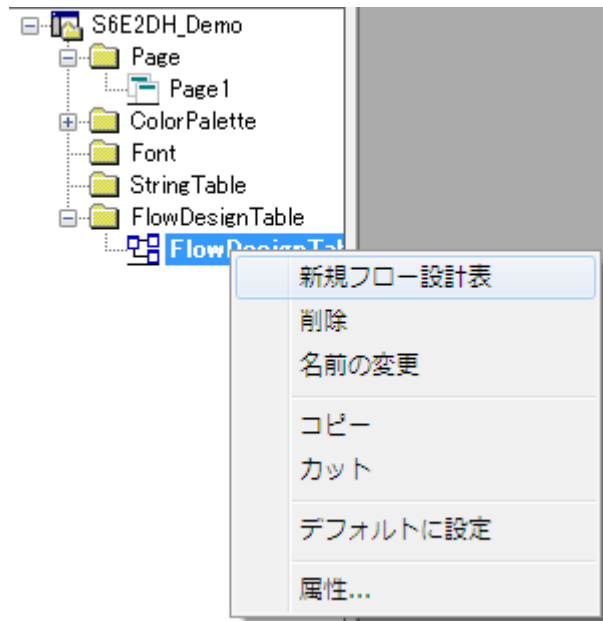 S6E2DH_Demo
Page
Page1
ColorPalette
Font
StringTable
FlowDesignTable
新規フロー設計表
削除
名前の変更
コピー
カット
デフォルトに設定
属性...